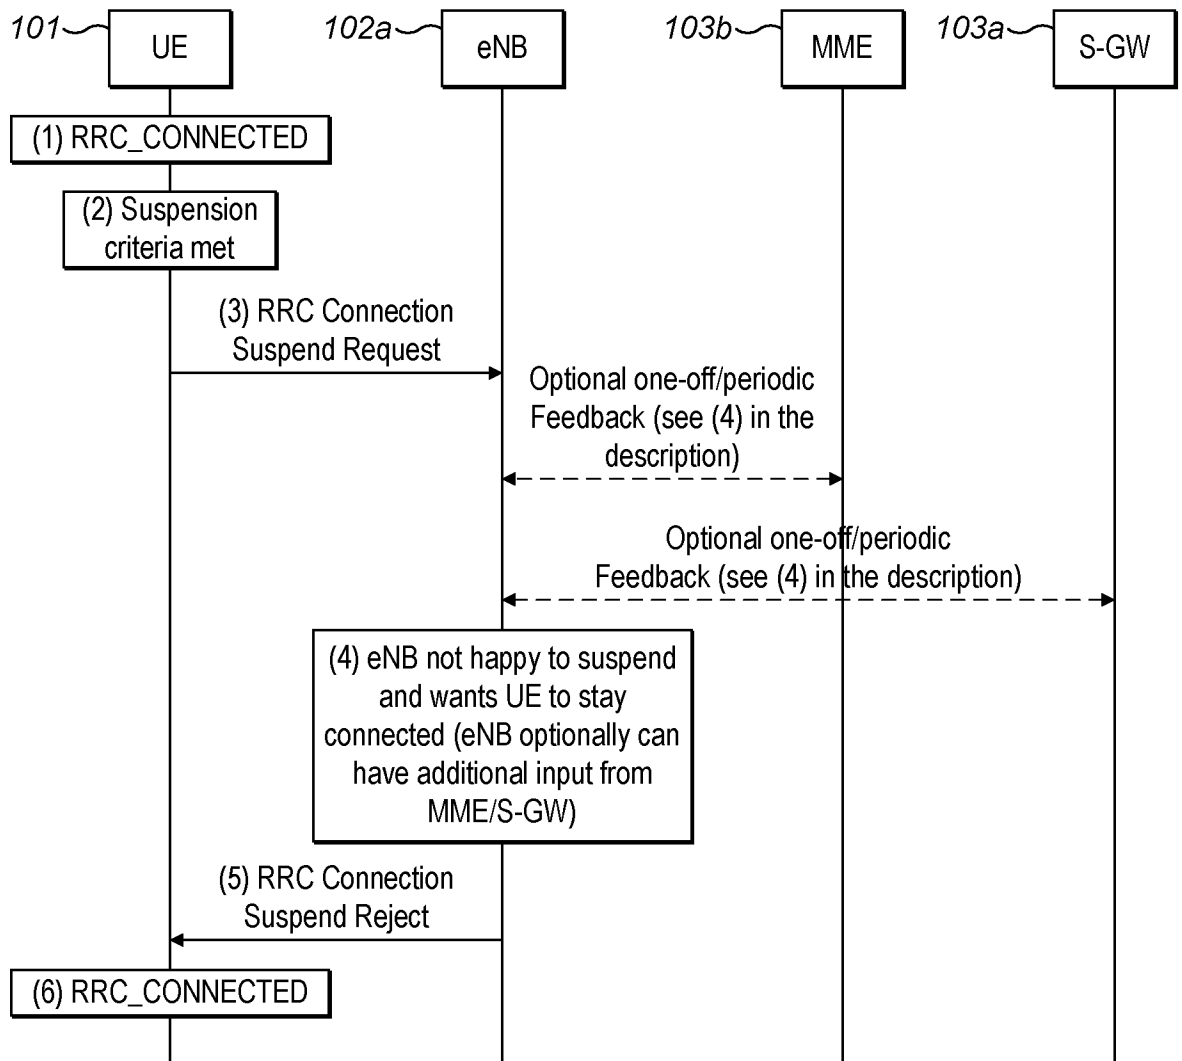 101 UE 102a eNB 103b MME 103a S-GW
(1) RRC_CONNECTED
(2) Suspension
criteria met
(3) RRC Connection
Suspend Request
Optional one-off/periodic
Feedback (see (4) in the
description)
Optional one-off/periodic
Feedback (see (4) in the description)
(4) eNB not happy to suspend
and wants UE to stay
connected (eNB optionally can
have additional input from
MME/S-GW)
(5) RRC Connection
Suspend Reject
(6) RRC_CONNECTED